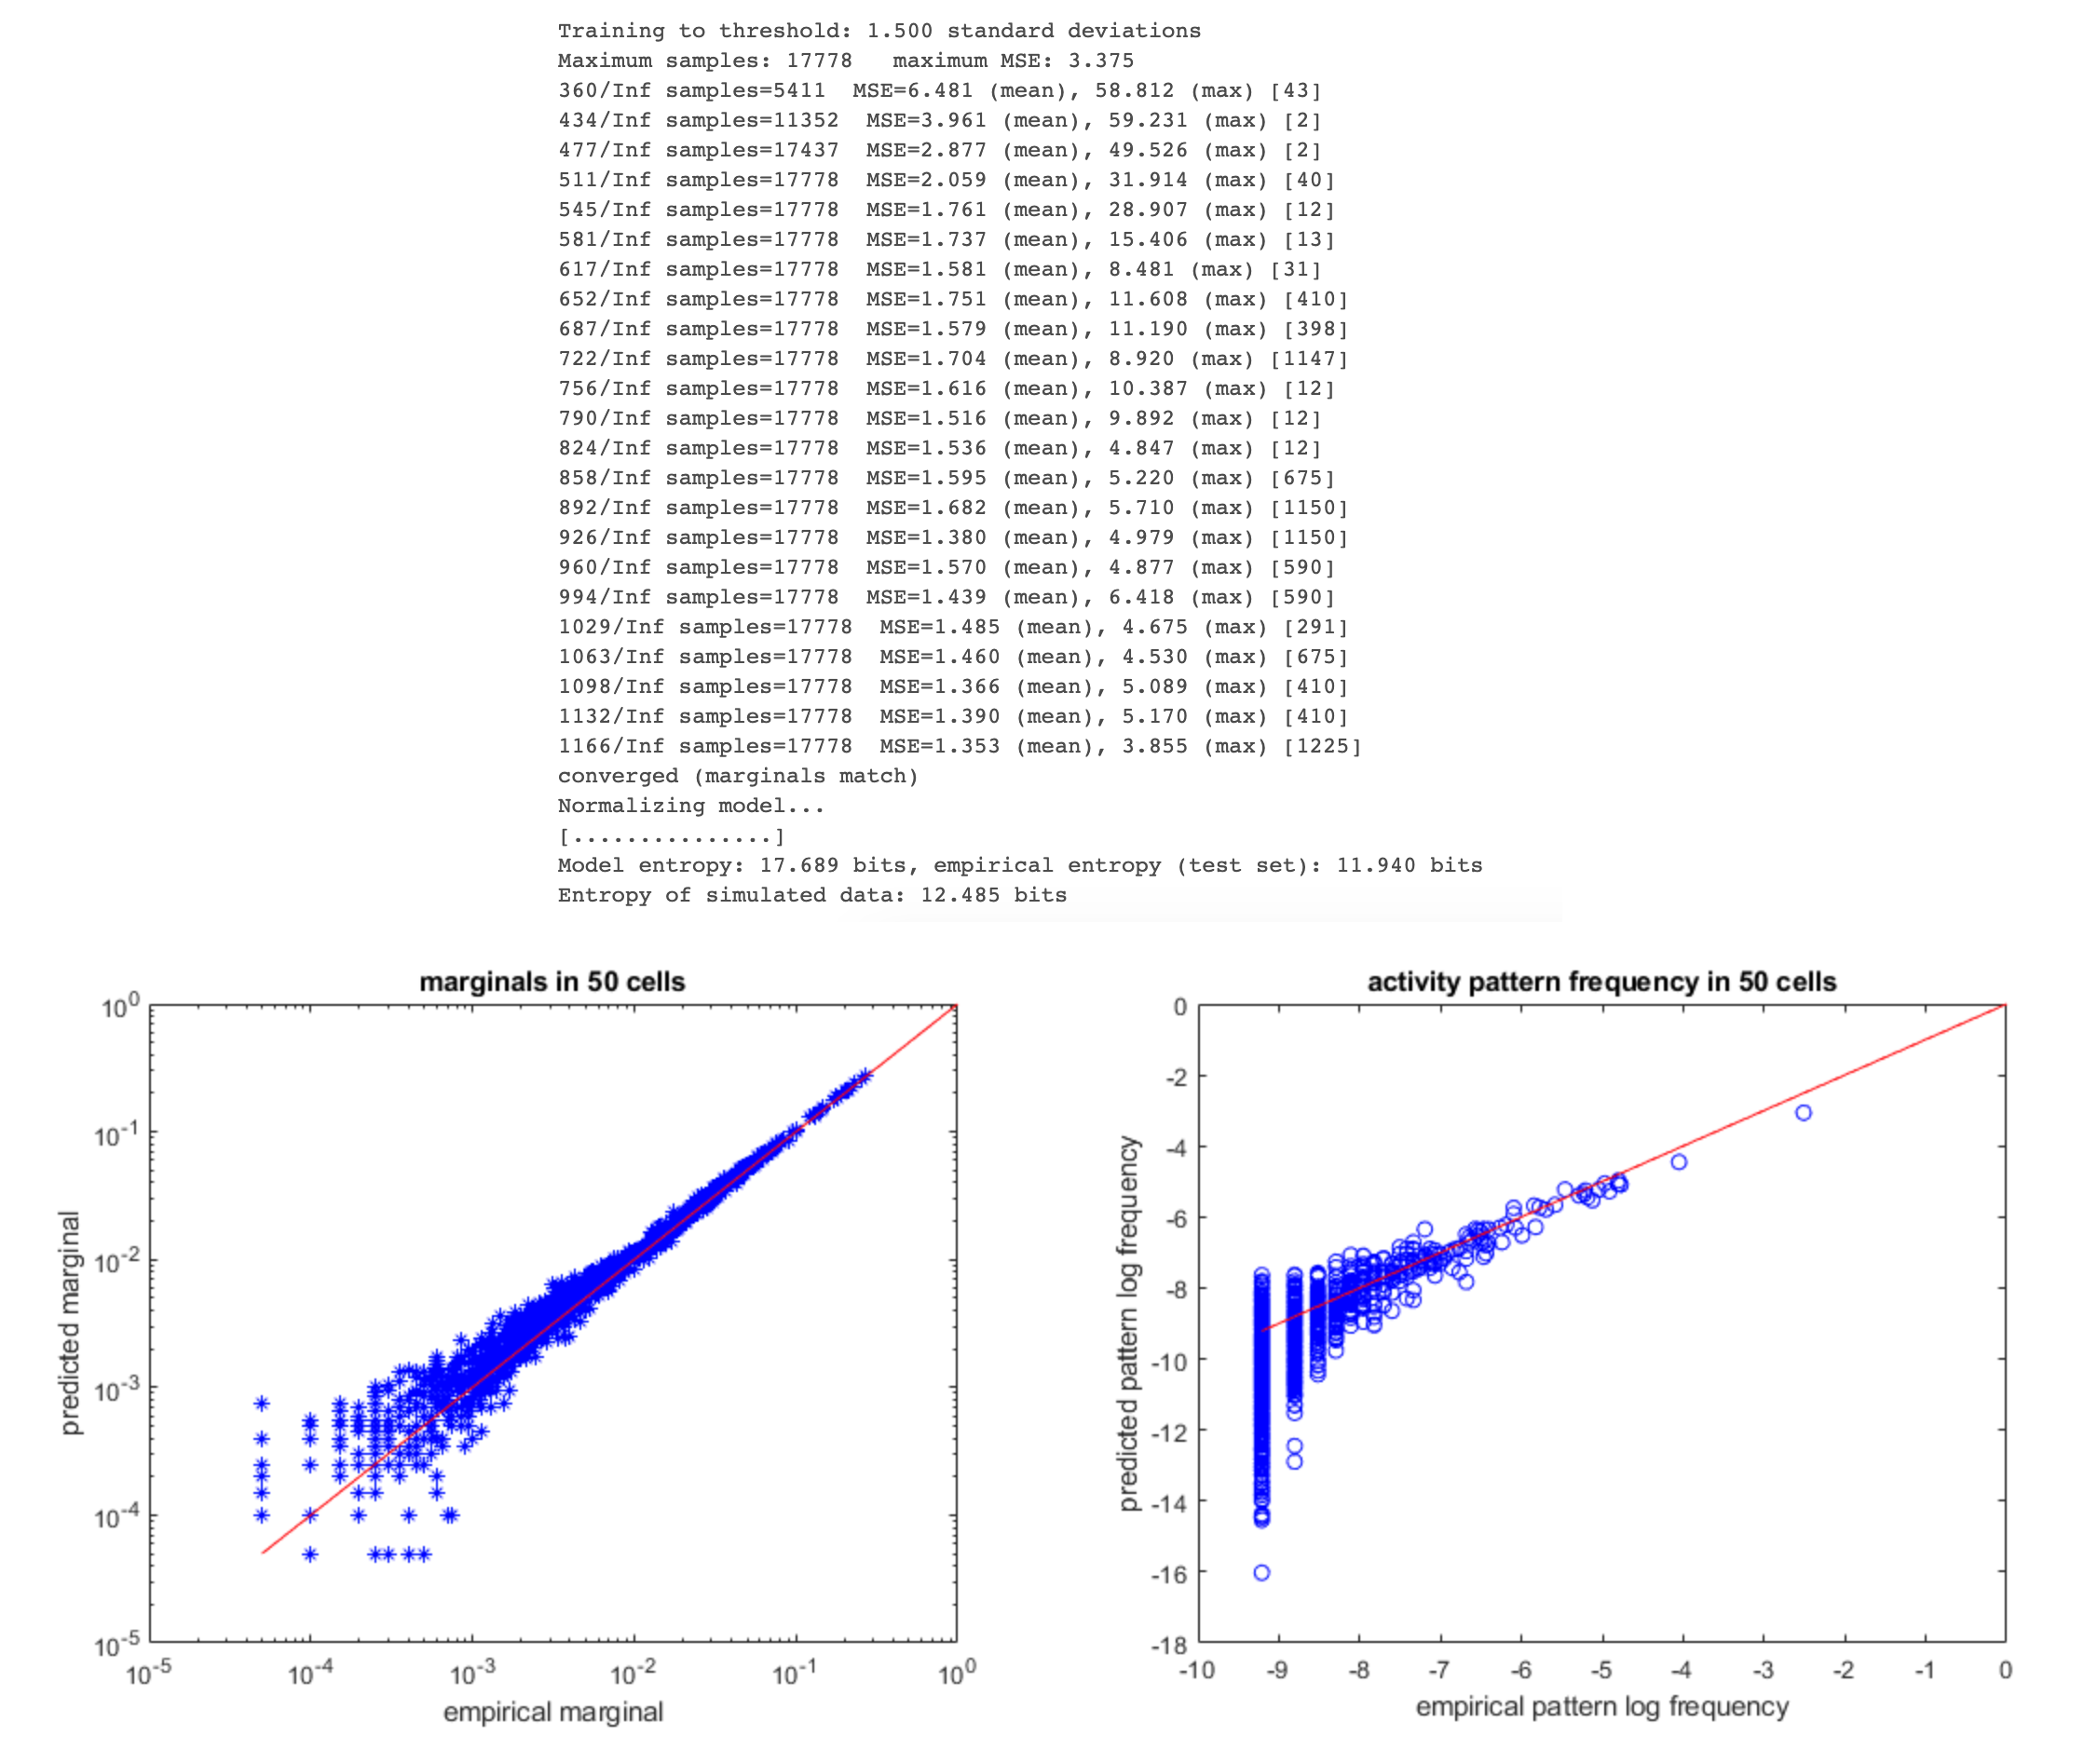 Training to threshold: 1.500 standard deviations
Maximum samples: 17778   maximum MSE: 3.375
360/Inf samples=5411  MSE=6.481 (mean), 58.812 (max) [43]
434/Inf samples=11352  MSE=3.961 (mean), 59.231 (max) [2]
477/Inf samples=17437  MSE=2.877 (mean), 49.526 (max) [2]
511/Inf samples=17778  MSE=2.059 (mean), 31.914 (max) [40]
545/Inf samples=17778  MSE=1.761 (mean), 28.907 (max) [12]
581/Inf samples=17778  MSE=1.737 (mean), 15.406 (max) [13]
617/Inf samples=17778  MSE=1.581 (mean), 8.481 (max) [31]
652/Inf samples=17778  MSE=1.751 (mean), 11.608 (max) [410]
687/Inf samples=17778  MSE=1.579 (mean), 11.190 (max) [398]
722/Inf samples=17778  MSE=1.704 (mean), 8.920 (max) [1147]
756/Inf samples=17778  MSE=1.616 (mean), 10.387 (max) [12]
790/Inf samples=17778  MSE=1.516 (mean), 9.892 (max) [12]
824/Inf samples=17778  MSE=1.536 (mean), 4.847 (max) [12]
858/Inf samples=17778  MSE=1.595 (mean), 5.220 (max) [675]
892/Inf samples=17778  MSE=1.682 (mean), 5.710 (max) [1150]
926/Inf samples=17778  MSE=1.380 (mean), 4.979 (max) [1150]
960/Inf samples=17778  MSE=1.570 (mean), 4.877 (max) [590]
994/Inf samples=17778  MSE=1.439 (mean), 6.418 (max) [590]
1029/Inf samples=17778  MSE=1.485 (mean), 4.675 (max) [291]
1063/Inf samples=17778  MSE=1.460 (mean), 4.530 (max) [675]
1098/Inf samples=17778  MSE=1.366 (mean), 5.089 (max) [410]
1132/Inf samples=17778  MSE=1.390 (mean), 5.170 (max) [410]
1166/Inf samples=17778  MSE=1.353 (mean), 3.855 (max) [1225]
converged (marginals match)
Normalizing model...
[...............]
Model entropy: 17.689 bits, empirical entropy (test set): 11.940 bits
Entropy of simulated data: 12.485 bits
marginals in 50 cells
10^0
10^-1
10^-2
10^-3
10^-4
10^-5
predicted marginal
10^-5 10^-4 10^-3 10^-2 10^-1 10^0
empirical marginal
activity pattern frequency in 50 cells
0
-2
-4
-6
-8
-10
-12
-14
-16
-18
predicted pattern log frequency
-10 -9 -8 -7 -6 -5 -4 -3 -2 -1 0
empirical pattern log frequency